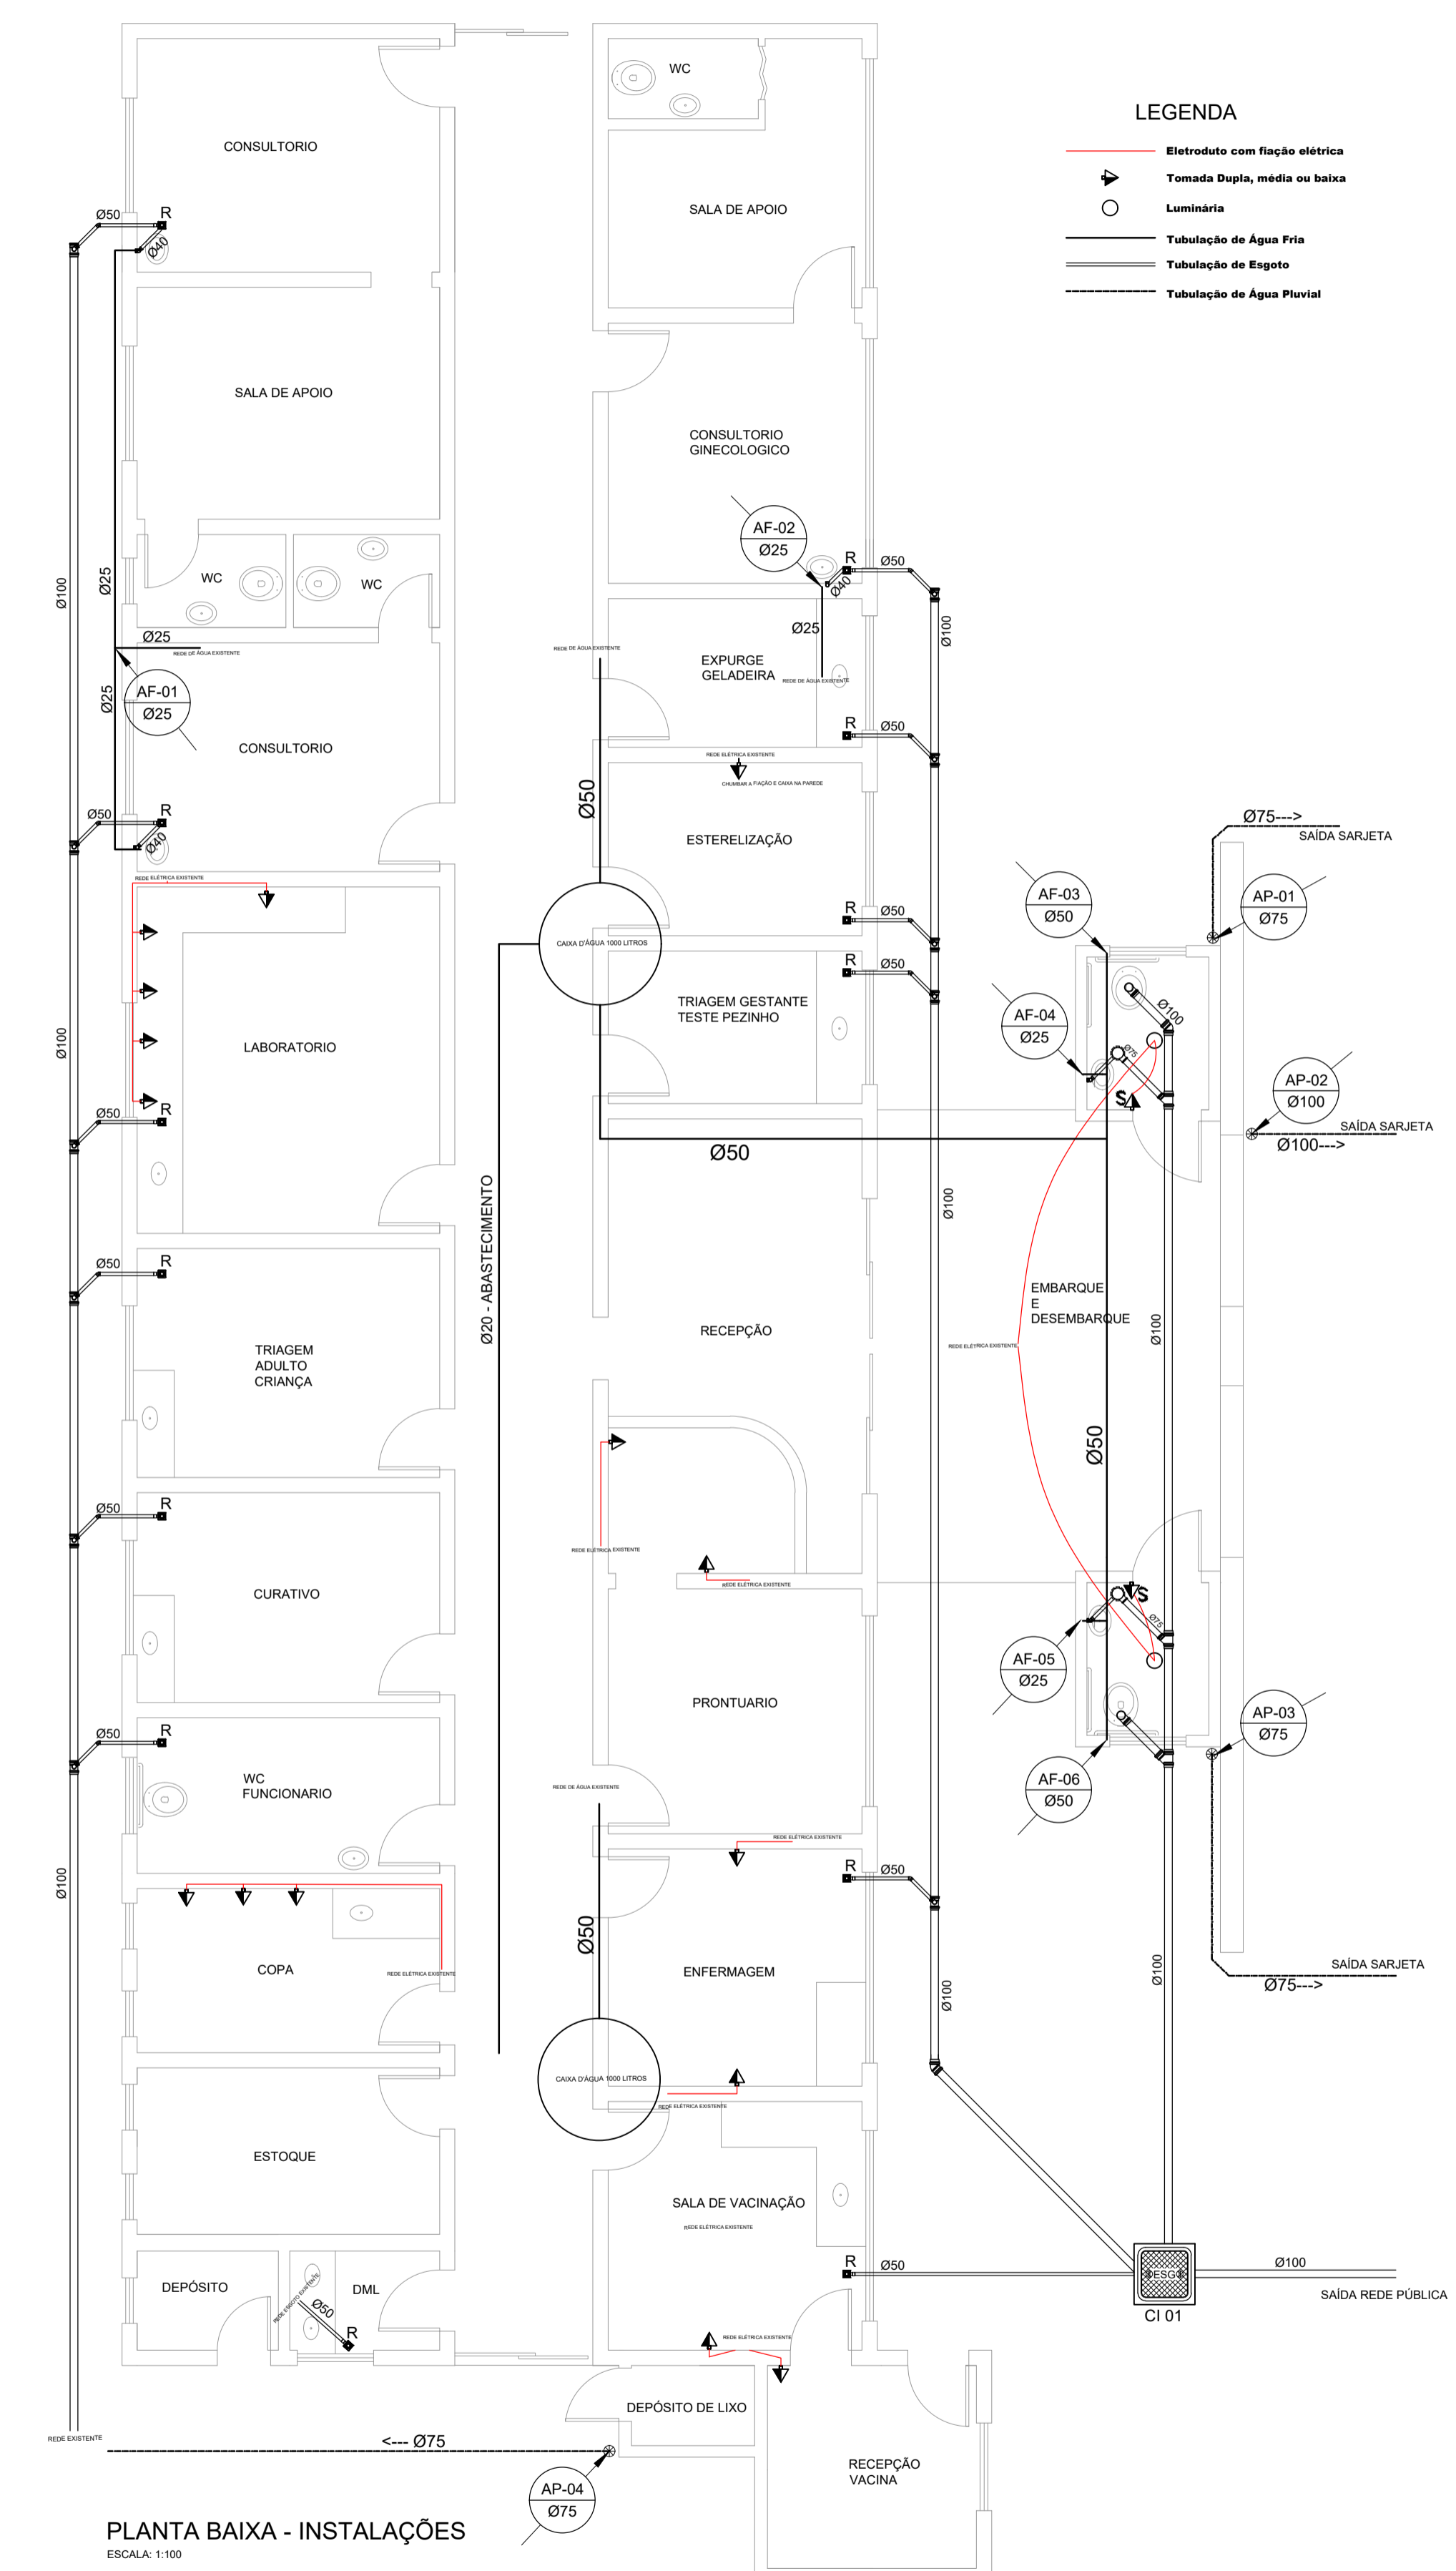 LEGENDA
Eletroduto com fiação elétrica
Tomada Dupla, média ou baixa
Luminária
Tubulação de Água Fria
Tubulação de Esgoto
Tubulação de Água Pluvial
WC
CONSULTORIO
SALA DE APOIO
Ø50
R
Ø40
SALA DE APOIO
CONSULTORIO
GINECOLOGICO
AF-02
Ø25
R
Ø50
Ø40
Ø100
Ø25
Ø100
Ø25
WC
WC
Ø25
REDE DE ÁGUA EXISTENTE
REDE DE ÁGUA EXISTENTE
EXPURGE
GELADEIRA
REDE DE ÁGUA EXISTENTE
AF-01
Ø25
Ø25
CONSULTORIO
R
Ø50
REDE ELÉTRICA EXISTENTE
CHUMBAR A FIAÇÃO E CAIXA NA PAREDE
Ø50
Ø50
R
Ø40
ESTERELIZAÇÃO
Ø75--->
SAÍDA SARJETA
REDE ELÉTRICA EXISTENTE
R
Ø50
AF-03
Ø50
AP-01
Ø75
CAIXA D'ÁGUA 1000 LITROS
R
Ø50
TRIAGEM GESTANTE
TESTE PEZINHO
AF-04
Ø25
Ø100
Ø75
S
Ø100
LABORATORIO
AP-02
Ø100
SAÍDA SARJETA
Ø100--->
Ø50
R
Ø50
Ø20 - ABASTECIMENTO
Ø100
Ø50
R
EMBARQUE
E
DESEMBARQUE
Ø100
RECEPÇÃO
REDE ELÉTRICA EXISTENTE
TRIAGEM
ADULTO
CRIANÇA
Ø50
Ø50
R
REDE ELÉTRICA EXISTENTE
REDE ELÉTRICA EXISTENTE
CURATIVO
S
Ø75
AF-05
Ø25
PRONTUARIO
AP-03
Ø75
Ø50
R
WC
FUNCIONARIO
REDE DE ÁGUA EXISTENTE
AF-06
Ø50
REDE ELÉTRICA EXISTENTE
R
Ø50
Ø100
Ø50
COPA
REDE ELÉTRICA EXISTENTE
ENFERMAGEM
Ø100
Ø100
SAÍDA SARJETA
Ø75--->
CAIXA D'ÁGUA 1000 LITROS
REDE ELÉTRICA EXISTENTE
ESTOQUE
SALA DE VACINAÇÃO
REDE ELÉTRICA EXISTENTE
R
Ø50
Ø100
SAÍDA REDE PÚBLICA
CI 01
DEPÓSITO
REDE ESGOTO EXISTENTE
Ø50
R
DML
REDE ELÉTRICA EXISTENTE
DEPÓSITO DE LIXO
REDE EXISTENTE
<--- Ø75
RECEPÇÃO
VACINA
AP-04
Ø75
PLANTA BAIXA - INSTALAÇÕES
ESCALA: 1:100